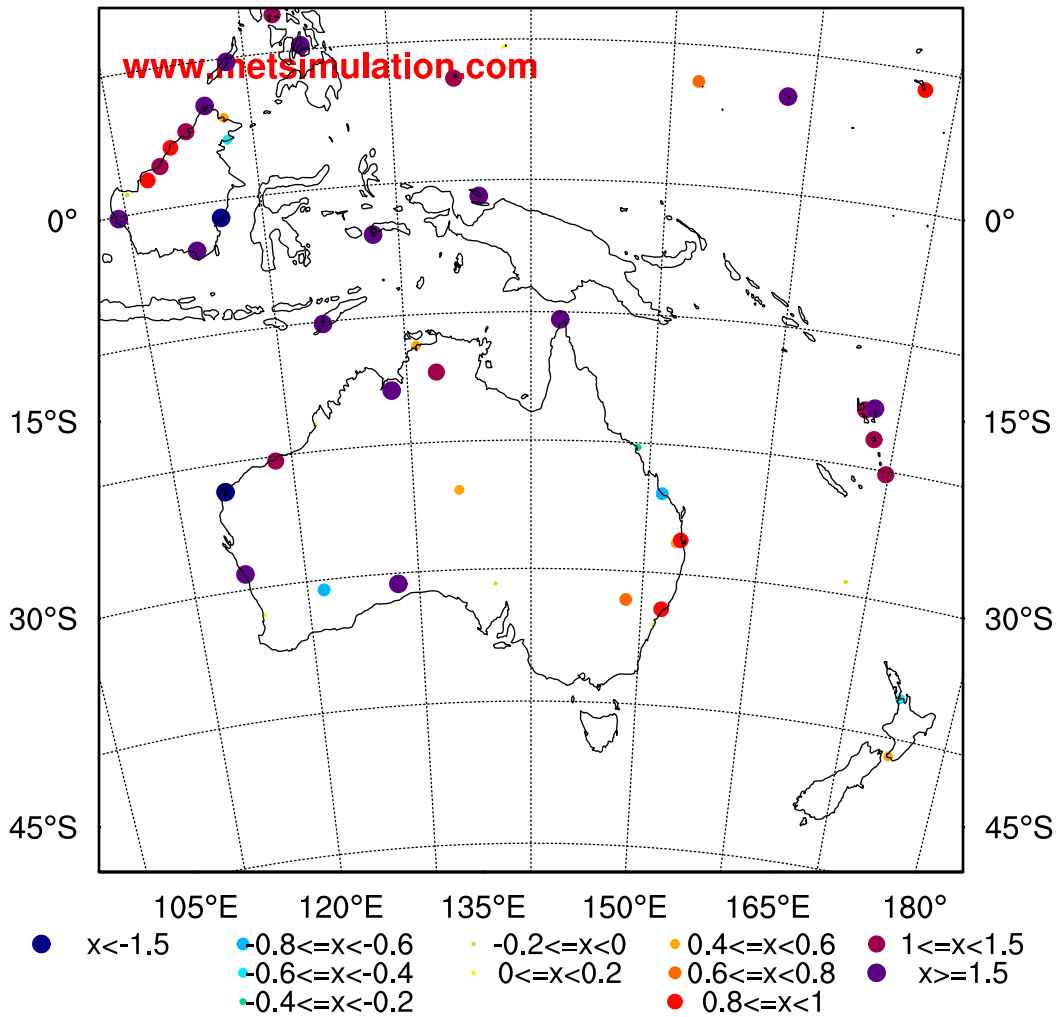 www.metsimulation.com
0° 0°
15°S 15°S
30°S 30°S
45°S 45°S
105°E 120°E 135°E 150°E 165°E 180°
x<-1.5 -0.8<=x<-0.6 -0.2<=x<0 0.4<=x<0.6 1<=x<1.5
-0.6<=x<-0.4 0<=x<0.2 0.6<=x<0.8 x>=1.5
-0.4<=x<-0.2 0.8<=x<1